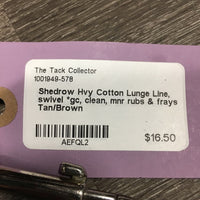 The Tack Collector
1001949-578
Shedrow Hvy Cotton Lunge Line,
swivel *gc, clean, mnr rubs & frays
Tan/Brown
$16.50
AEFQL2